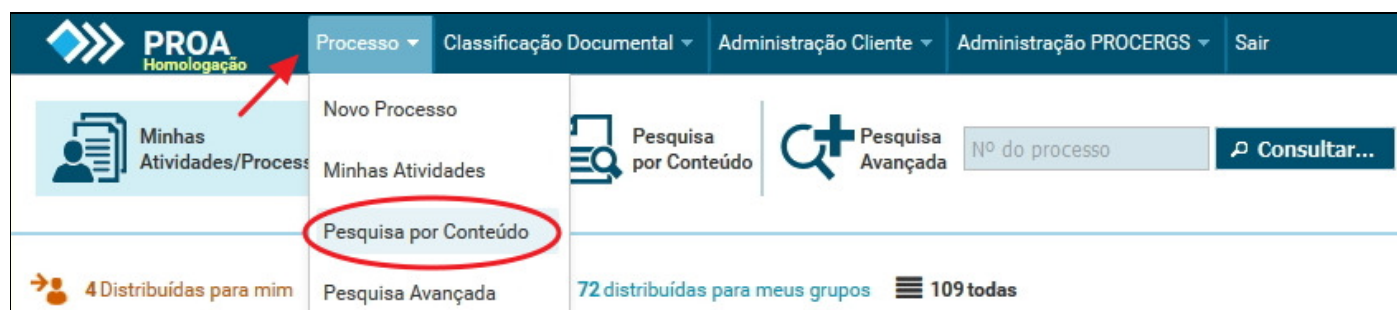 PROA
Homologação
Processo
Classificação Documental
Administração Cliente
Administração PROCERGS
Sair
Minhas
Atividades/Process
Novo Processo
Minhas Atividades
Pesquisa por Conteúdo
Pesquisa Avançada
Pesquisa
por Conteúdo
Pesquisa
Avançada
Nº do processo
Consultar...
4 Distribuídas para mim
72 distribuídas para meus grupos
109 todas